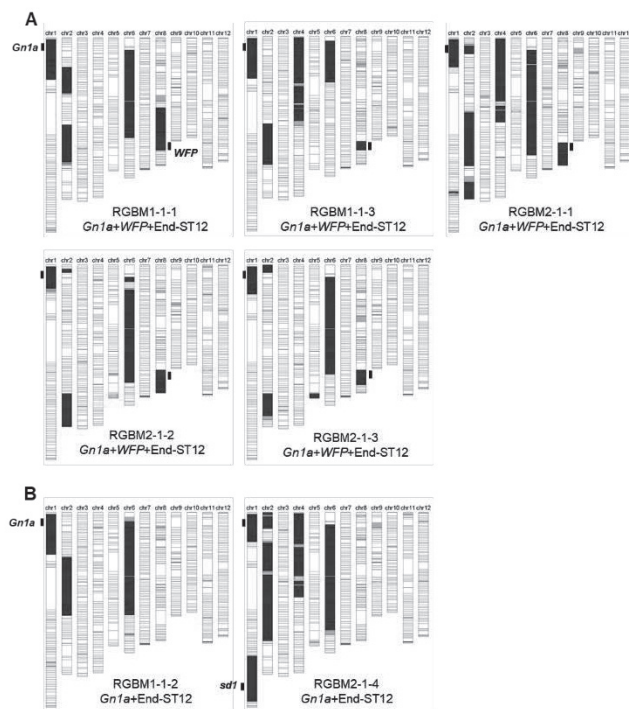 A
chr1 chr2 chr3 chr4 chr5 chr6 chr7 chr8 chr9 chr10 chr11 chr12
Gn1a
WFP
RGBM1-1-1
Gn1a+WFP+End-ST12
chr1 chr2 chr3 chr4 chr5 chr6 chr7 chr8 chr9 chr10 chr11 chr12
RGBM1-1-3
Gn1a+WFP+End-ST12
chr1 chr2 chr3 chr4 chr5 chr6 chr7 chr8 chr9 chr10 chr11 chr12
RGBM2-1-1
Gn1a+WFP+End-ST12
chr1 chr2 chr3 chr4 chr5 chr6 chr7 chr8 chr9 chr10 chr11 chr12
RGBM2-1-2
Gn1a+WFP+End-ST12
chr1 chr2 chr3 chr4 chr5 chr6 chr7 chr8 chr9 chr10 chr11 chr12
RGBM2-1-3
Gn1a+WFP+End-ST12
B
chr1 chr2 chr3 chr4 chr5 chr6 chr7 chr8 chr9 chr10 chr11 chr12
Gn1a
RGBM1-1-2
Gn1a+End-ST12
chr1 chr2 chr3 chr4 chr5 chr6 chr7 chr8 chr9 chr10 chr11 chr12
sd1
RGBM2-1-4
Gn1a+End-ST12